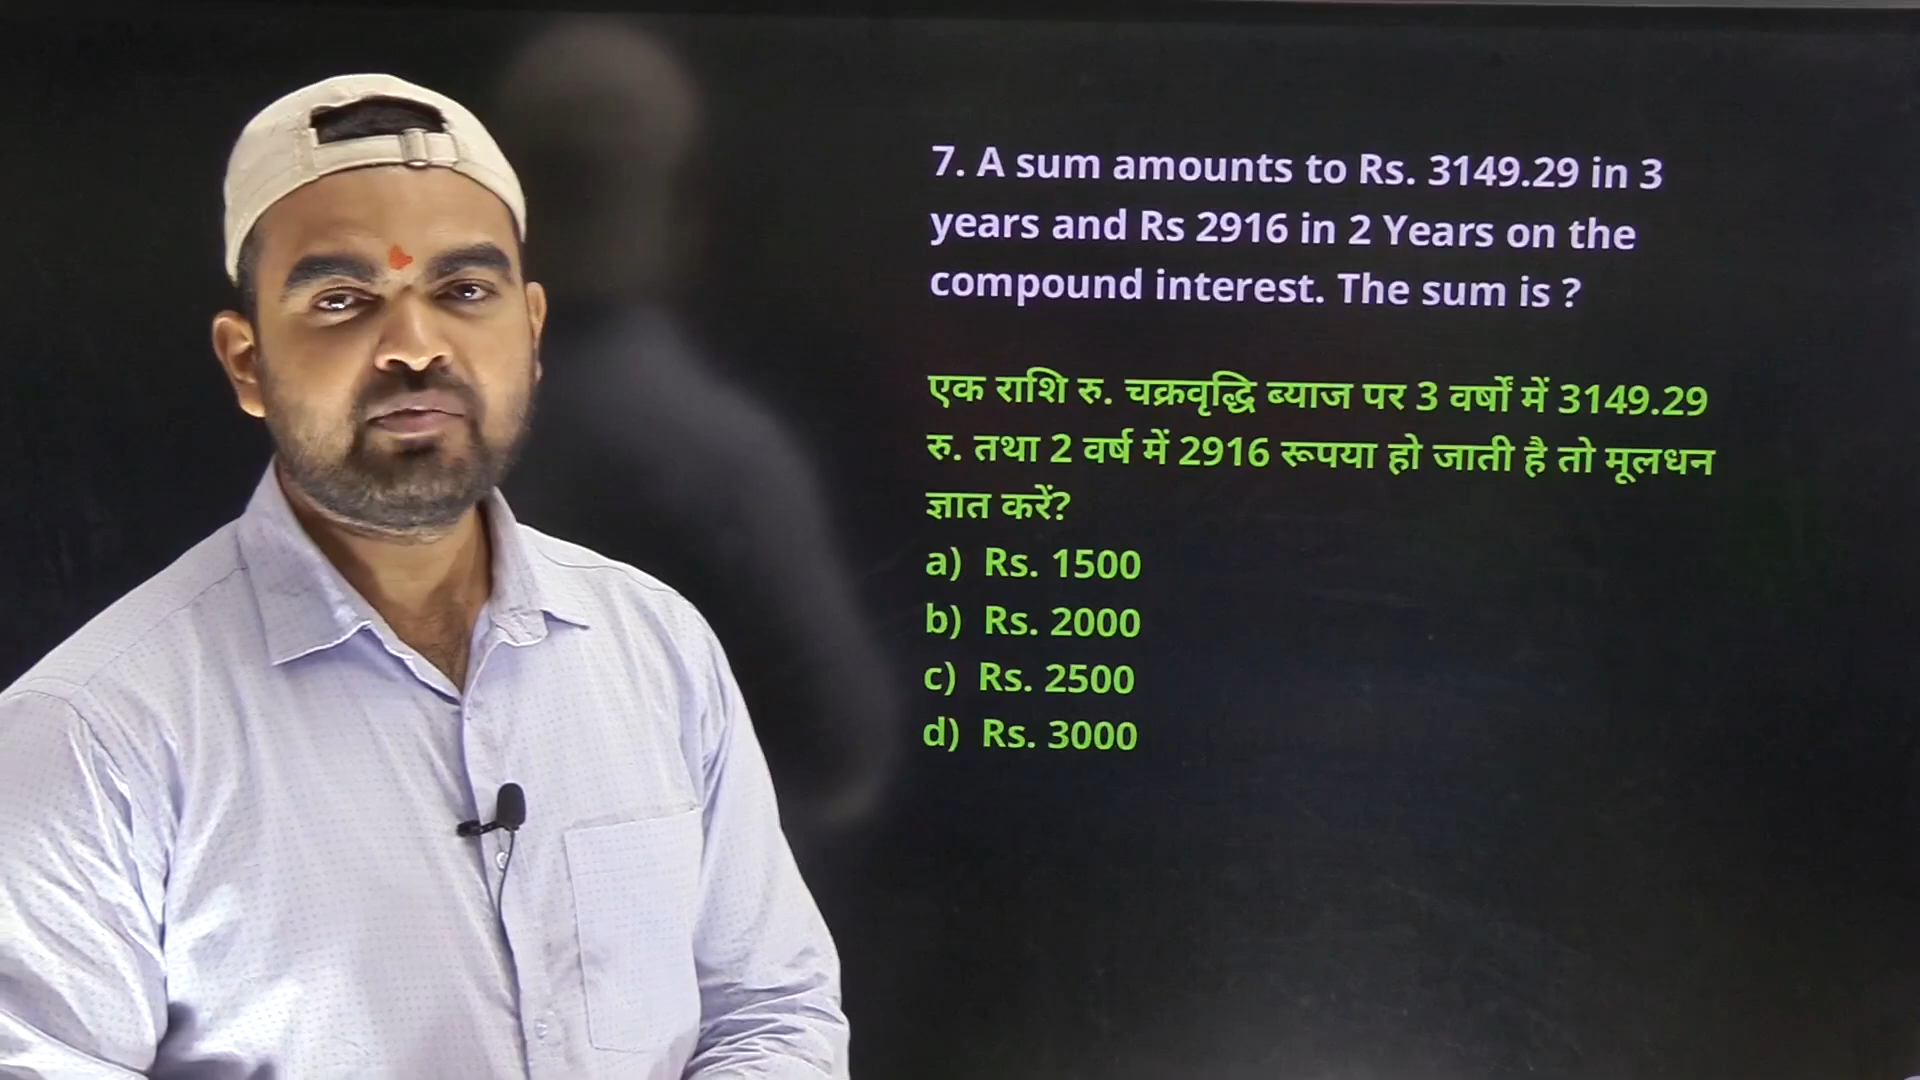 7. A sum amounts to Rs. 3149.29 in 3
years and Rs 2916 in 2 Years on the
compound interest. The sum is ?
एक राशि रु. चक्रवृद्धि ब्याज पर 3 वर्षों में 3149.29
रु. तथा 2 वर्ष में 2916 रूपया हो जाती है तो मूलधन
ज्ञात करें?
a) Rs. 1500
b) Rs. 2000
c) Rs. 2500
d) Rs. 3000